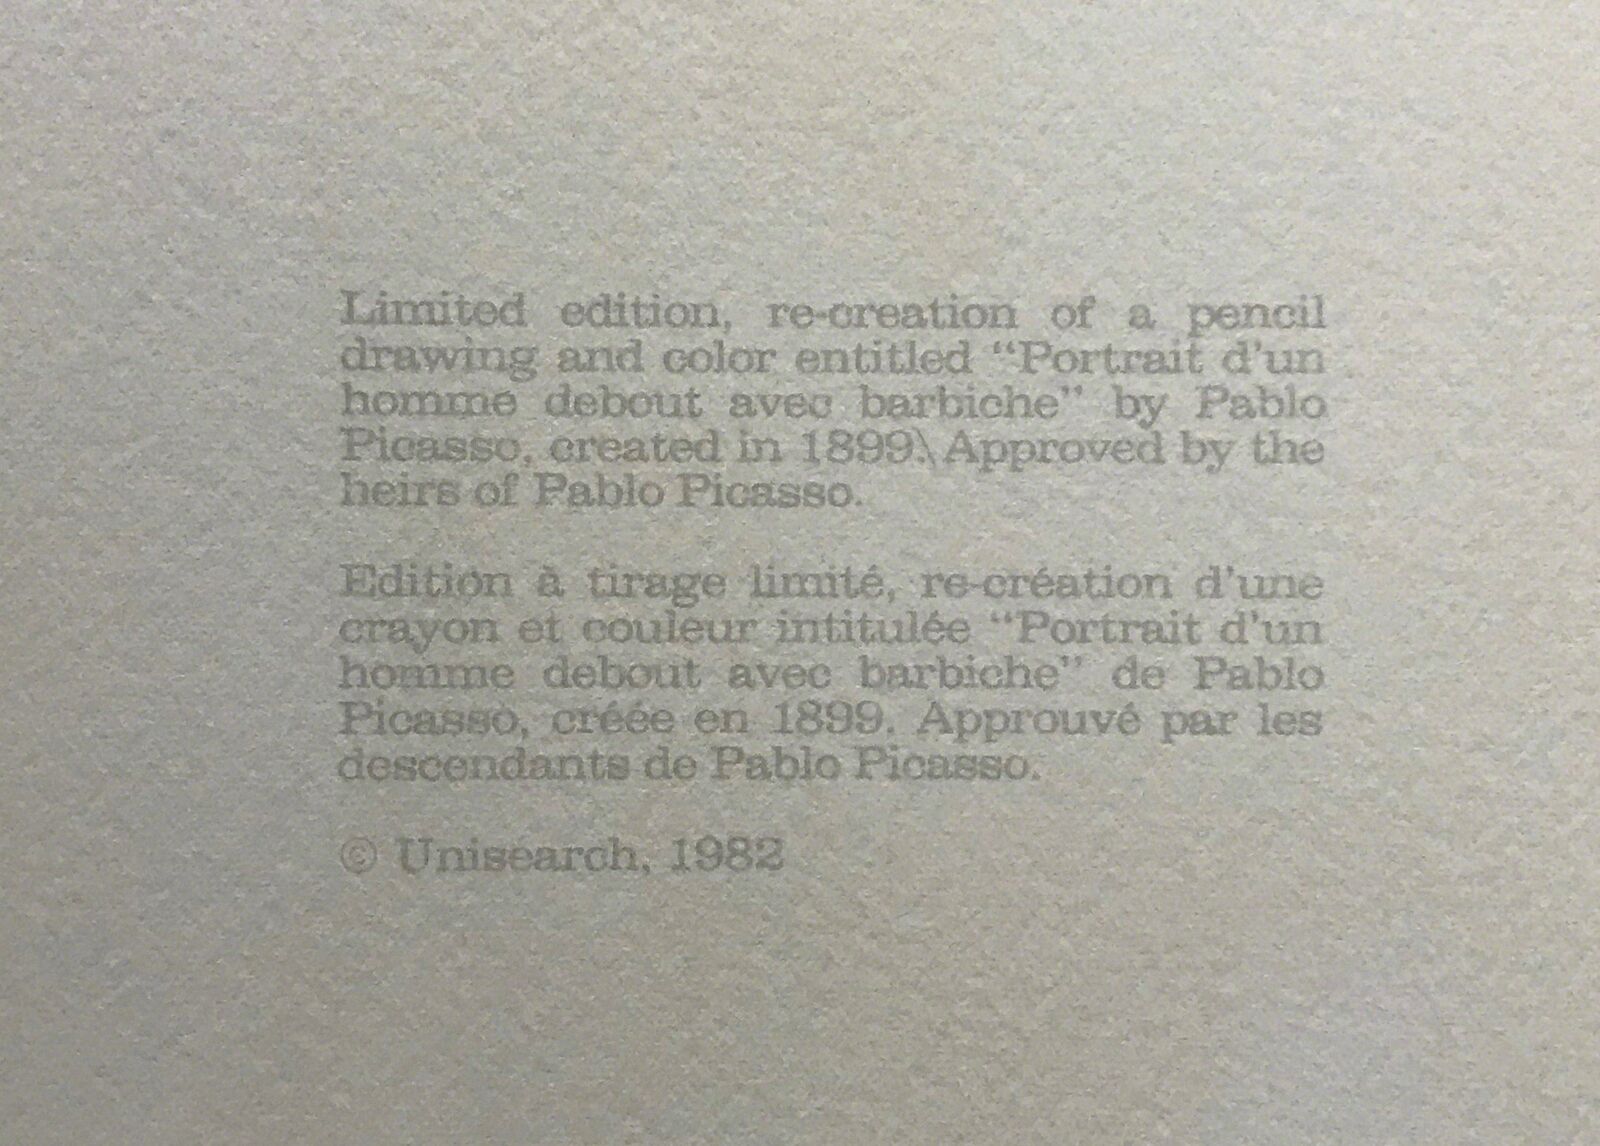 Limited edition, re-creation of a pencil
drawing and color entitled "Portrait d'un
homme debout avec barbiche" by Pablo
Picasso, created in 1899.\ Approved by the
heirs of Pablo Picasso.
Edition à tirage limité, re-création d'une
crayon et couleur intitulée "Portrait d'un
homme debout avec barbiche" de Pablo
Picasso, créée en 1899. Approuvé par les
descendants de Pablo Picasso.
© Unisearch, 1982